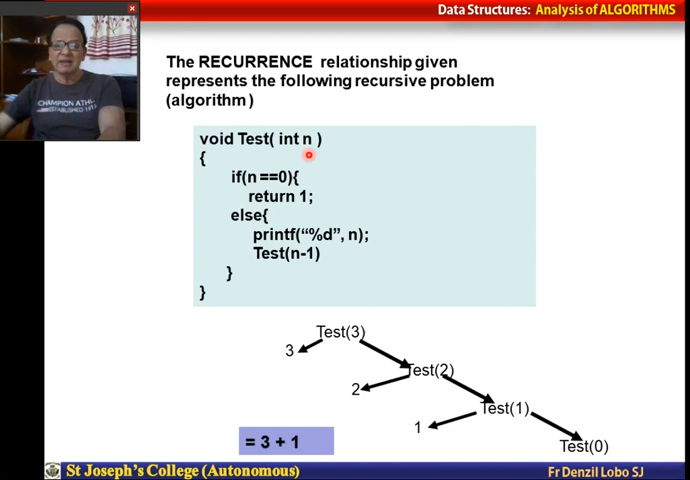 Data Structures: Analysis of ALGORITHMS
CHAMPION ATHL
ESTABLISHED 1919
The RECURRENCE relationship given
represents the following recursive problem
(algorithm)
void Test( int n )
{
if(n ==0){
return 1;
else{
printf(“%d”, n);
Test(n-1)
}
}
Test(3)
3
Test(2)
2
Test(1)
1
Test(0)
= 3 + 1
St Joseph's College (Autonomous)
Fr Denzil Lobo SJ